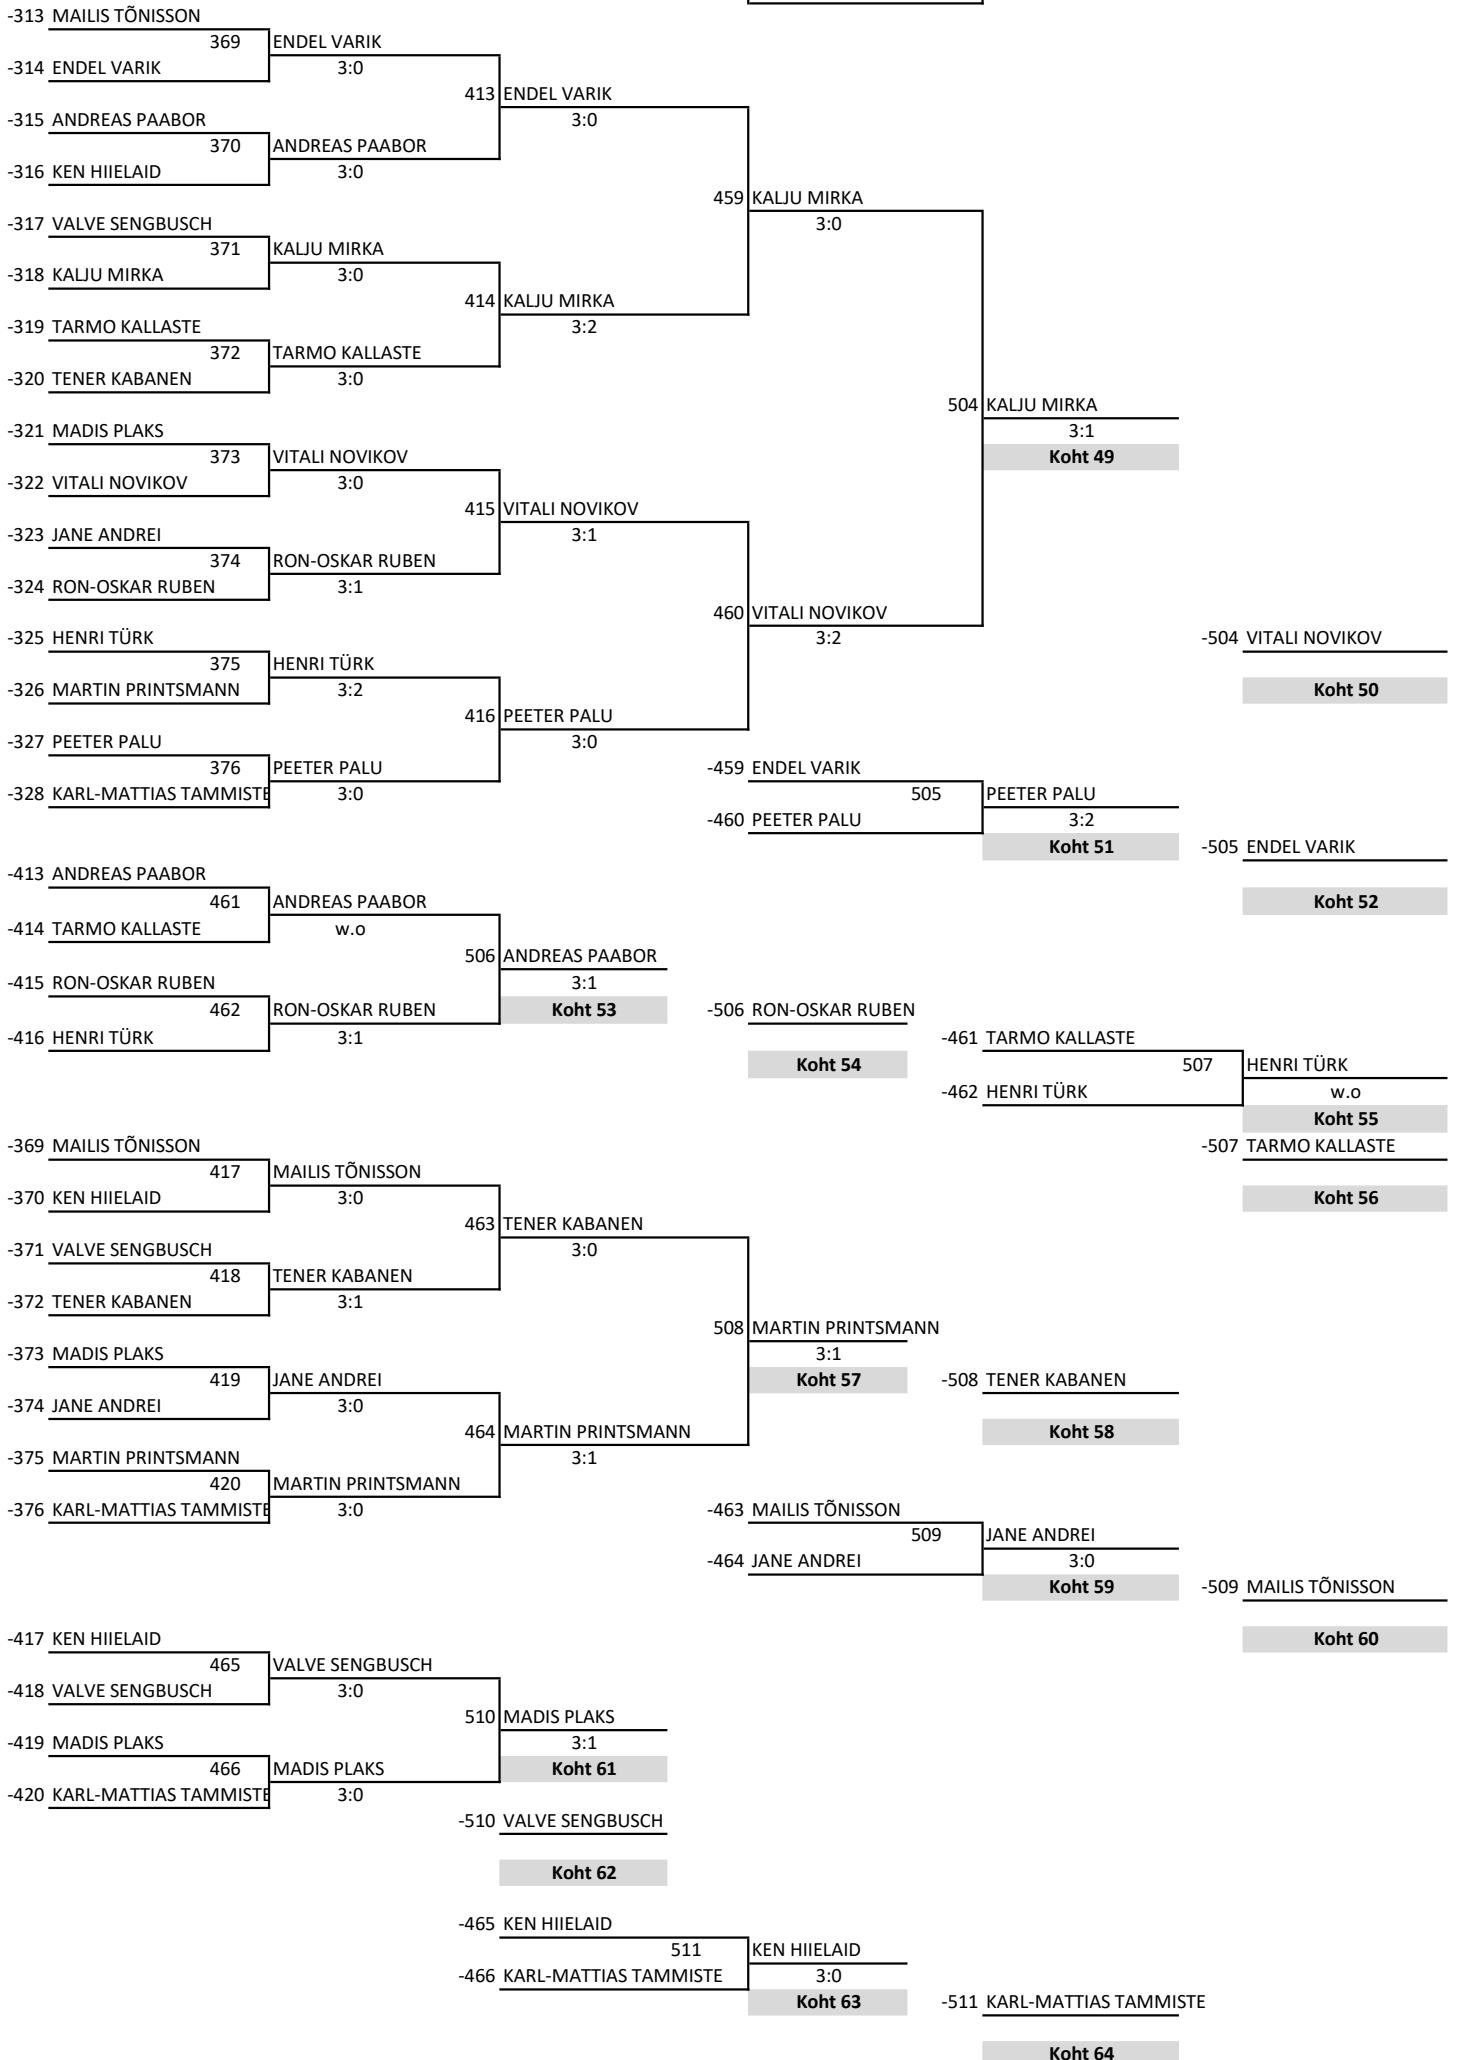 -313 MAILIS TÕNISSON
369 ENDEL VARIK
-314 ENDEL VARIK 3:0
413 ENDEL VARIK
-315 ANDREAS PAABOR 3:0
370 ANDREAS PAABOR
-316 KEN HIIELAID 3:0
459 KALJU MIRKA
-317 VALVE SENGBUSCH 3:0
371 KALJU MIRKA
-318 KALJU MIRKA 3:0
414 KALJU MIRKA
-319 TARMO KALLASTE 3:2
372 TARMO KALLASTE
-320 TENER KABANEN 3:0
504 KALJU MIRKA
-321 MADIS PLAKS 3:1
373 VITALI NOVIKOV Koht 49
-322 VITALI NOVIKOV 3:0
415 VITALI NOVIKOV
-323 JANE ANDREI 3:1
374 RON-OSKAR RUBEN
-324 RON-OSKAR RUBEN 3:1
460 VITALI NOVIKOV
-325 HENRI TÜRK 3:2 -504 VITALI NOVIKOV
375 HENRI TÜRK
-326 MARTIN PRINTSMANN 3:2 Koht 50
416 PEETER PALU
-327 PEETER PALU 3:0
376 PEETER PALU -459 ENDEL VARIK
-328 KARL-MATTIAS TAMMISTE 3:0 505 PEETER PALU
-460 PEETER PALU 3:2
Koht 51 -505 ENDEL VARIK
-413 ANDREAS PAABOR
461 ANDREAS PAABOR Koht 52
-414 TARMO KALLASTE w.o
506 ANDREAS PAABOR
-415 RON-OSKAR RUBEN 3:1
462 RON-OSKAR RUBEN Koht 53 -506 RON-OSKAR RUBEN
-416 HENRI TÜRK 3:1 -461 TARMO KALLASTE
Koht 54 507 HENRI TÜRK
-462 HENRI TÜRK w.o
Koht 55
-369 MAILIS TÕNISSON -507 TARMO KALLASTE
417 MAILIS TÕNISSON
-370 KEN HIIELAID 3:0 Koht 56
463 TENER KABANEN
-371 VALVE SENGBUSCH 3:0
418 TENER KABANEN
-372 TENER KABANEN 3:1
508 MARTIN PRINTSMANN
-373 MADIS PLAKS 3:1
419 JANE ANDREI Koht 57 -508 TENER KABANEN
-374 JANE ANDREI 3:0
464 MARTIN PRINTSMANN Koht 58
-375 MARTIN PRINTSMANN 3:1
420 MARTIN PRINTSMANN
-376 KARL-MATTIAS TAMMISTE 3:0 -463 MAILIS TÕNISSON
509 JANE ANDREI
-464 JANE ANDREI 3:0
Koht 59 -509 MAILIS TÕNISSON
-417 KEN HIIELAID Koht 60
465 VALVE SENGBUSCH
-418 VALVE SENGBUSCH 3:0
510 MADIS PLAKS
-419 MADIS PLAKS 3:1
466 MADIS PLAKS Koht 61
-420 KARL-MATTIAS TAMMISTE 3:0
-510 VALVE SENGBUSCH
Koht 62
-465 KEN HIIELAID
511 KEN HIIELAID
-466 KARL-MATTIAS TAMMISTE 3:0
Koht 63 -511 KARL-MATTIAS TAMMISTE
Koht 64